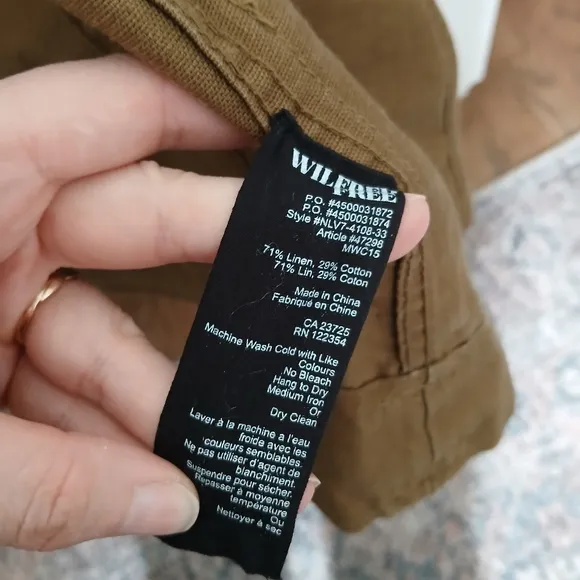 WILFREE
P.O. #4500031872
P.O. #4500031874
Style #NLV7-4108-33
Article #47298
MWC15
71% Linen, 29% Cotton
71% Lin, 29% Coton
Made in China
Fabriqué en Chine
CA 23725
RN 122354
Machine Wash Cold with Like
Colours
No Bleach
Hang to Dry
Medium Iron
Or
Dry Clean
Laver à la machine a l'eau
froide avec les
couleurs semblables.
Ne pas utiliser d'agent de
blanchiment.
Suspendre pour sécher.
Repasser à moyenne
température
Ou
Nettoyer à sec